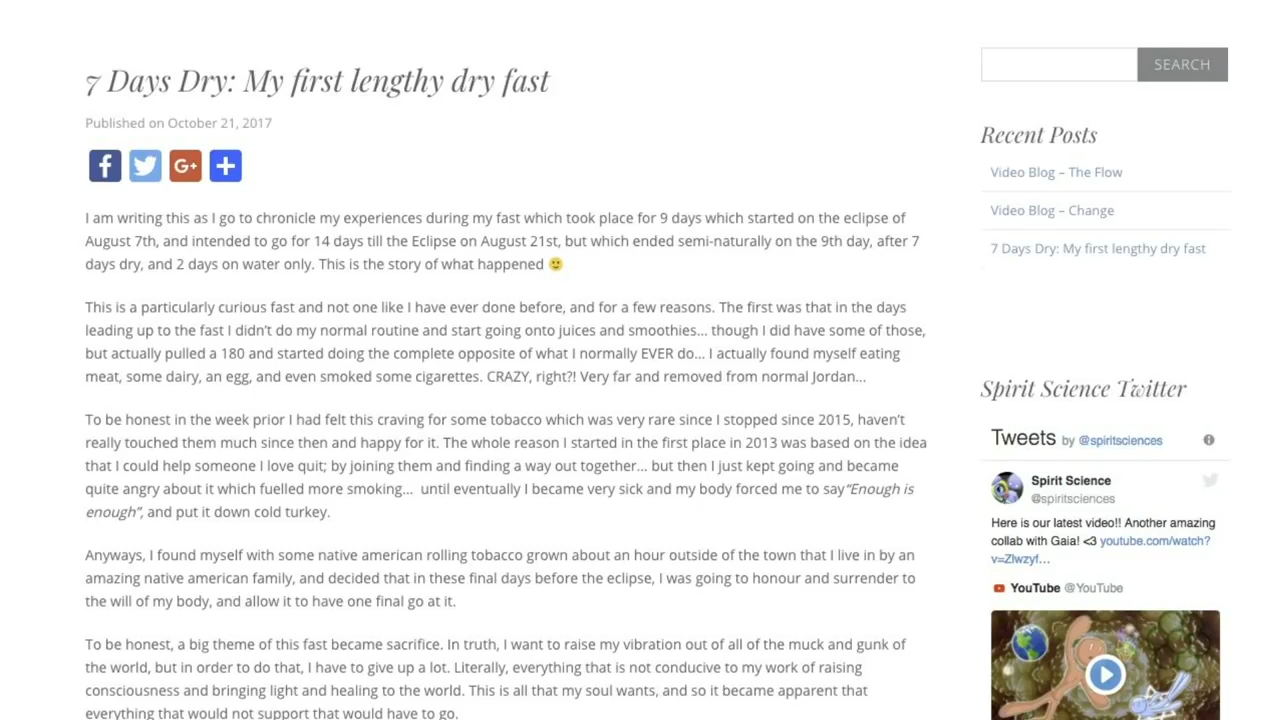 7 Days Dry: My first lengthy dry fast
Published on October 21, 2017
I am writing this as I go to chronicle my experiences during my fast which took place for 9 days which started on the eclipse of
August 7th, and intended to go for 14 days till the Eclipse on August 21st, but which ended semi-naturally on the 9th day, after 7
days dry, and 2 days on water only. This is the story of what happened 🙂
This is a particularly curious fast and not one like I have ever done before, and for a few reasons. The first was that in the days
leading up to the fast I didn't do my normal routine and start going onto juices and smoothies... though I did have some of those,
but actually pulled a 180 and started doing the complete opposite of what I normally EVER do... I actually found myself eating
meat, some dairy, an egg, and even smoked some cigarettes. CRAZY, right?! Very far and removed from normal Jordan...
To be honest in the week prior I had felt this craving for some tobacco which was very rare since I stopped since 2015, haven't
really touched them much since then and happy for it. The whole reason I started in the first place in 2013 was based on the idea
that I could help someone I love quit; by joining them and finding a way out together... but then I just kept going and became
quite angry about it which fuelled more smoking... until eventually I became very sick and my body forced me to say"Enough is
enough", and put it down cold turkey.
Anyways, I found myself with some native american rolling tobacco grown about an hour outside of the town that I live in by an
amazing native american family, and decided that in these final days before the eclipse, I was going to honour and surrender to
the will of my body, and allow it to have one final go at it.
To be honest, a big theme of this fast became sacrifice. In truth, I want to raise my vibration out of all of the muck and gunk of
the world, but in order to do that, I have to give up a lot. Literally, everything that is not conducive to my work of raising
consciousness and bringing light and healing to the world. This is all that my soul wants, and so it became apparent that
everything that would not support that would have to go.
SEARCH
Recent Posts
Video Blog – The Flow
Video Blog – Change
7 Days Dry: My first lengthy dry fast
Spirit Science Twitter
Tweets by @spiritsciences
Spirit Science
@spiritsciences
Here is our latest video!! Another amazing
collab with Gaia! <3 youtube.com/watch?
v=Zlwzyf...
YouTube @YouTube